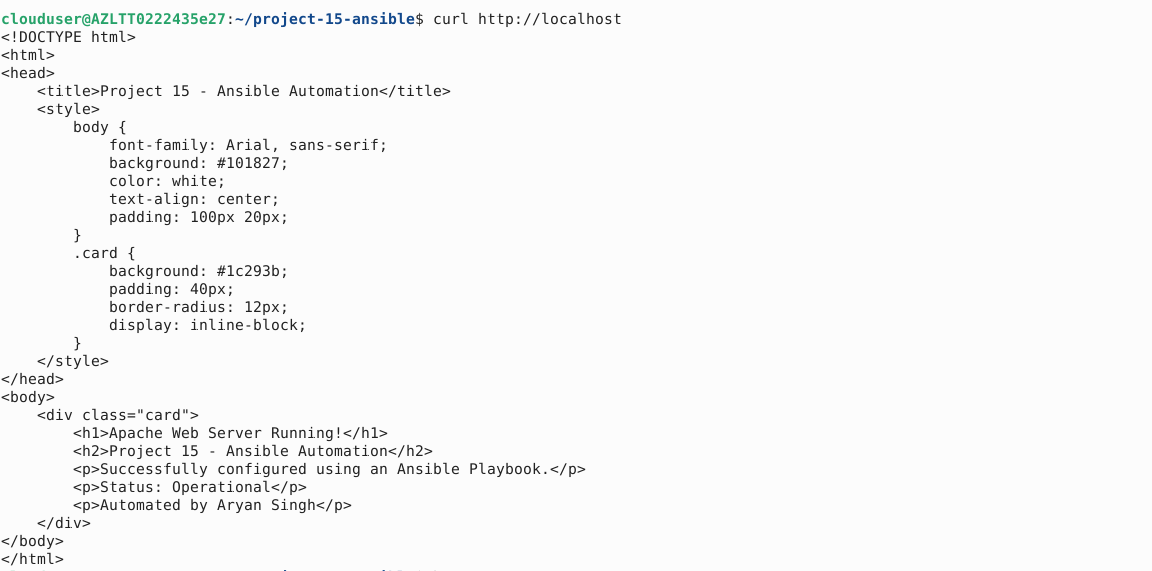 clouduser@AZLTT0222435e27:~/project-15-ansible$ curl http://localhost
<!DOCTYPE html>
<html>
<head>
    <title>Project 15 - Ansible Automation</title>
    <style>
        body {
            font-family: Arial, sans-serif;
            background: #101827;
            color: white;
            text-align: center;
            padding: 100px 20px;
        }
        .card {
            background: #1c293b;
            padding: 40px;
            border-radius: 12px;
            display: inline-block;
        }
    </style>
</head>
<body>
    <div class="card">
        <h1>Apache Web Server Running!</h1>
        <h2>Project 15 - Ansible Automation</h2>
        <p>Successfully configured using an Ansible Playbook.</p>
        <p>Status: Operational</p>
        <p>Automated by Aryan Singh</p>
    </div>
</body>
</html>